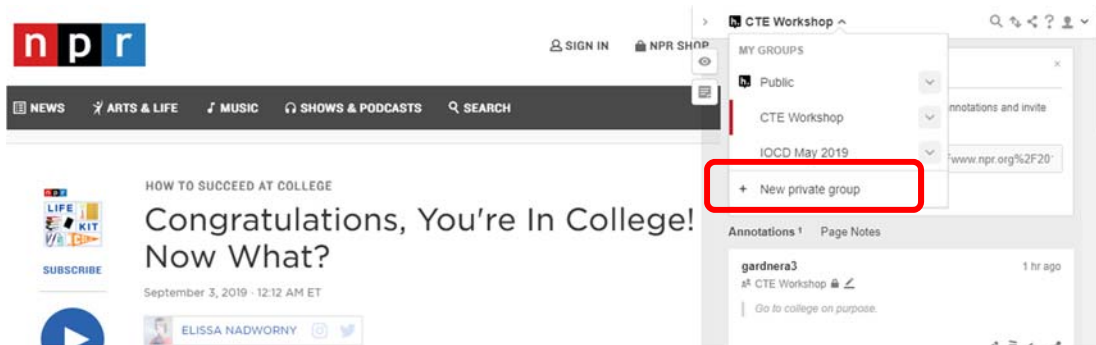 npr
SIGN IN NPR SHOP
NEWS ARTS & LIFE MUSIC SHOWS & PODCASTS SEARCH
npr
LIFE KIT
SUBSCRIBE
HOW TO SUCCEED AT COLLEGE
Congratulations, You're In College!
Now What?
September 3, 2019 · 12:12 AM ET
ELISSA NADWORNY
h. CTE Workshop
MY GROUPS
h. Public
CTE Workshop
IOCD May 2019
+ New private group
nnotations and invite
www.npr.org%2F20
Annotations 1 Page Notes
gardnera3 1 hr ago
CTE Workshop
Go to college on purpose.